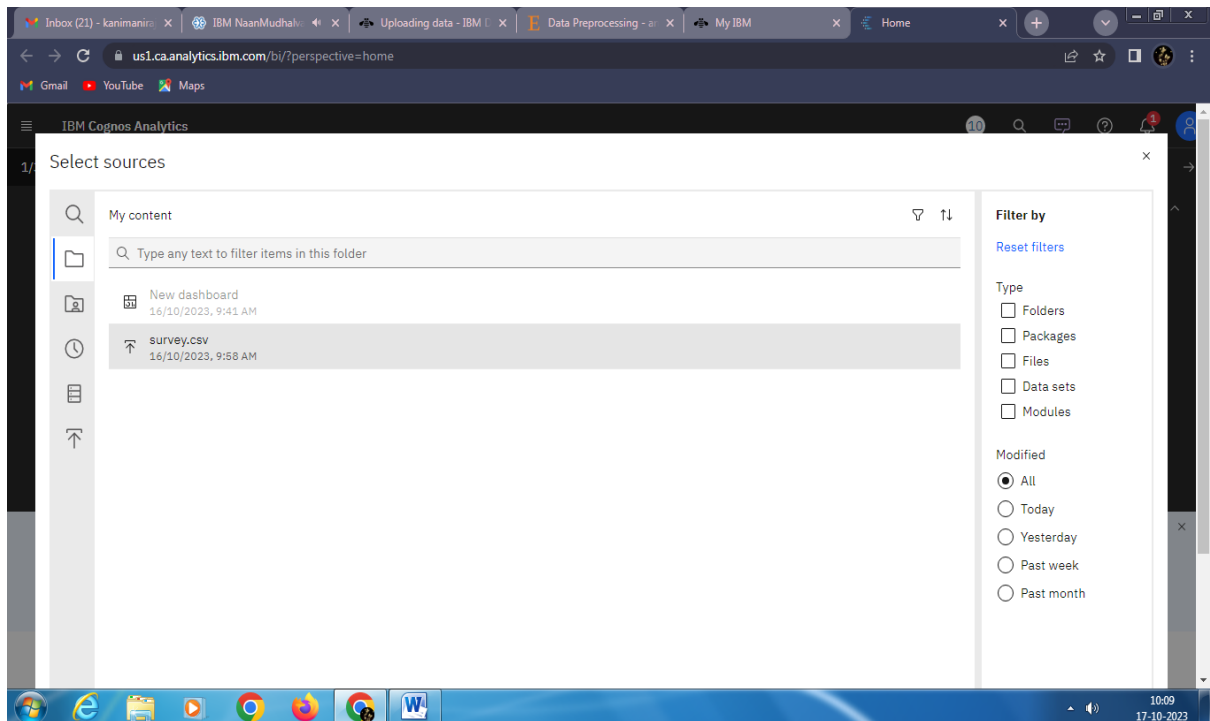 Inbox (21) - kanimanira
IBM NaanMudhalva
Uploading data - IBM D
Data Preprocessing - an
My IBM
Home
us1.ca.analytics.ibm.com/bi/?perspective=home
Gmail YouTube Maps
IBM Cognos Analytics
10
1
1/
Select sources
My content
Type any text to filter items in this folder
New dashboard
16/10/2023, 9:41 AM
survey.csv
16/10/2023, 9:58 AM
Filter by
Reset filters
Type
Folders
Packages
Files
Data sets
Modules
Modified
All
Today
Yesterday
Past week
Past month
10:09
17-10-2023